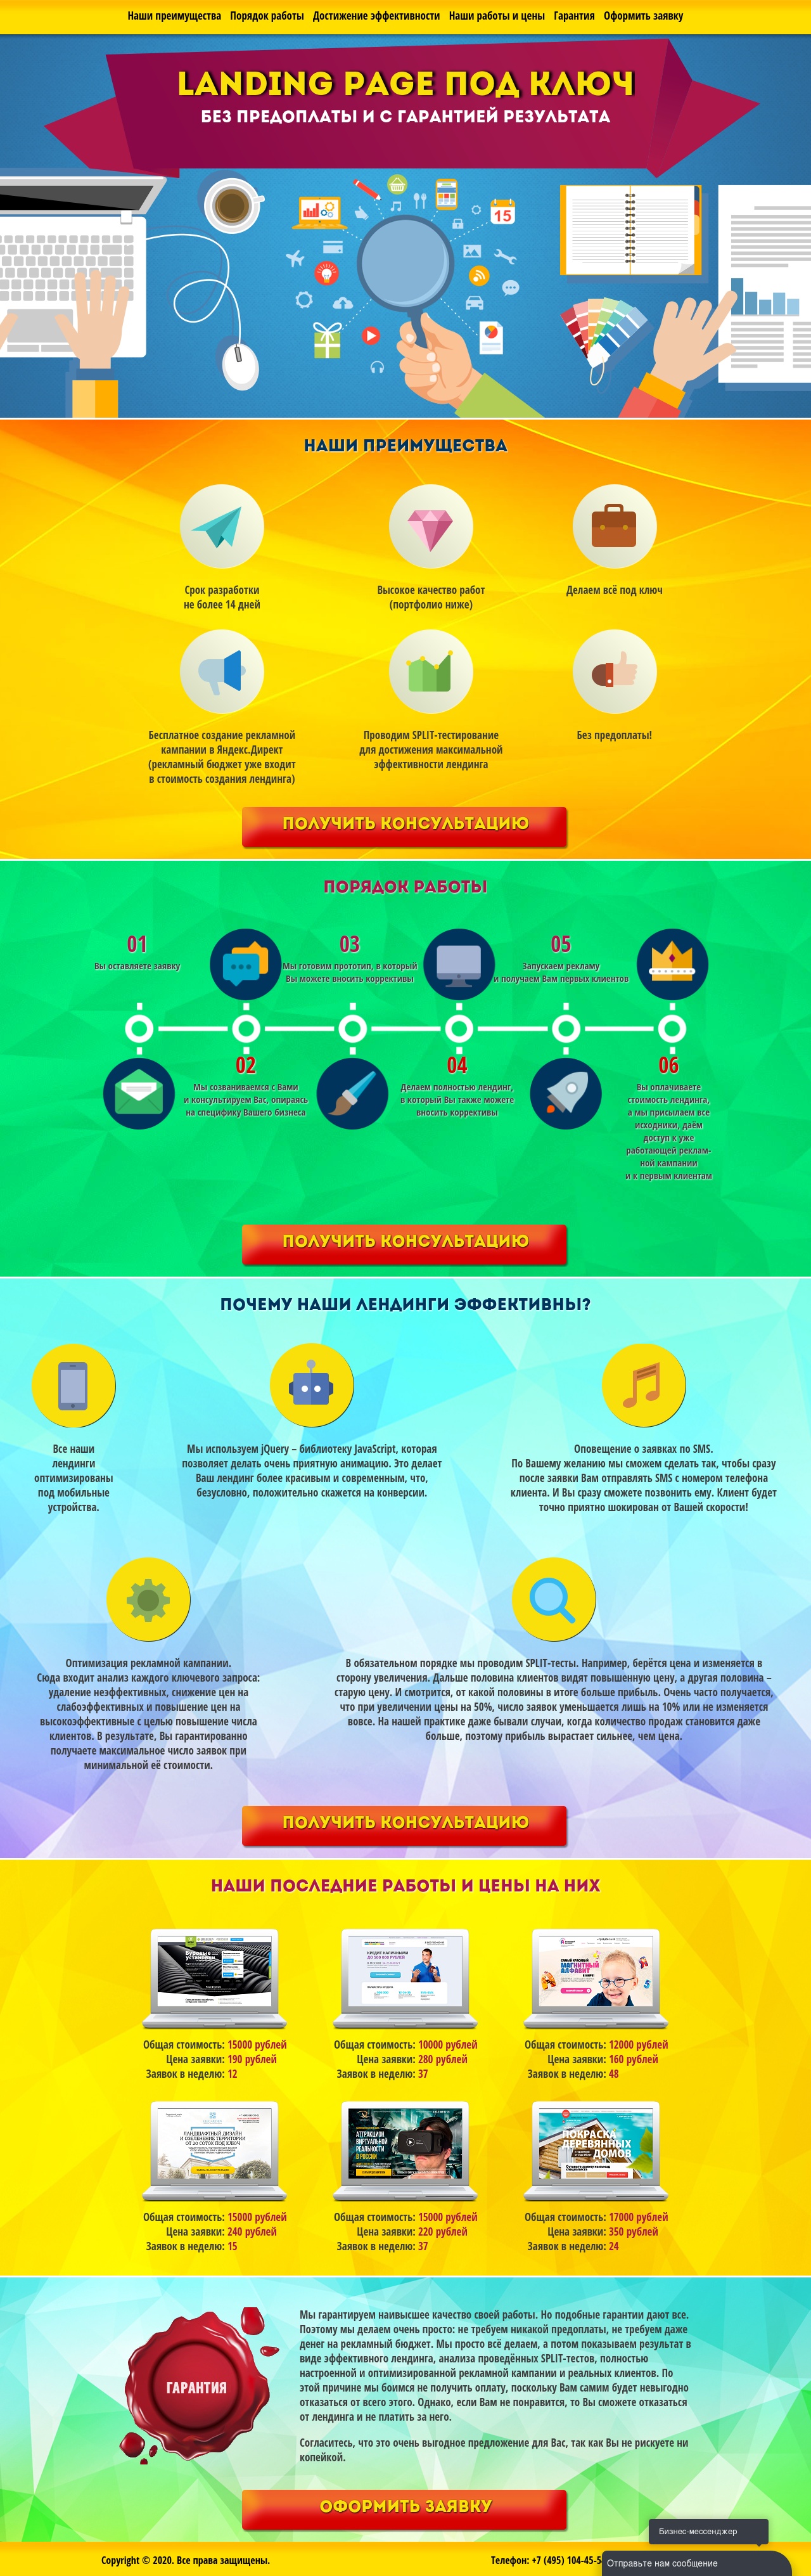 Наши преимущества Порядок работы Достижение эффективности Наши работы и цены Гарантия Оформить заявку
LANDING PAGE ПОД КЛЮЧ
БЕЗ ПРЕДОПЛАТЫ И С ГАРАНТИЕЙ РЕЗУЛЬТАТА
15
НАШИ ПРЕИМУЩЕСТВА
Срок разработки
не более 14 дней
Высокое качество работ
(портфолио ниже)
Делаем всё под ключ
Бесплатное создание рекламной
кампании в Яндекс.Директ
(рекламный бюджет уже входит
в стоимость создания лендинга)
Проводим SPLIT-тестирование
для достижения максимальной
эффективности лендинга
Без предоплаты!
ПОЛУЧИТЬ КОНСУЛЬТАЦИЮ
ПОРЯДОК РАБОТЫ
01
Вы оставляете заявку
03
Мы готовим прототип, в который
Вы можете вносить коррективы
05
Запускаем рекламу
и получаем Вам первых клиентов
02
Мы созваниваемся с Вами
и консультируем Вас, опираясь
на специфику Вашего бизнеса
04
Делаем полностью лендинг,
в который Вы также можете
вносить коррективы
06
Вы оплачиваете
стоимость лендинга,
а мы присылаем все
исходники, даём
доступ к уже
работающей реклам-
ной кампании
и к первым клиентам
ПОЛУЧИТЬ КОНСУЛЬТАЦИЮ
ПОЧЕМУ НАШИ ЛЕНДИНГИ ЭФФЕКТИВНЫ?
Все наши
лендинги
оптимизированы
под мобильные
устройства.
Мы используем jQuery – библиотеку JavaScript, которая
позволяет делать очень приятную анимацию. Это делает
Ваш лендинг более красивым и современным, что,
безусловно, положительно скажется на конверсии.
Оповещение о заявках по SMS.
По Вашему желанию мы сможем сделать так, чтобы сразу
после заявки Вам отправлять SMS с номером телефона
клиента. И Вы сразу сможете позвонить ему. Клиент будет
точно приятно шокирован от Вашей скорости!
Оптимизация рекламной кампании.
Сюда входит анализ каждого ключевого запроса:
удаление неэффективных, снижение цен на
слабоэффективных и повышение цен на
высокоэффективные с целью повышение числа
клиентов. В результате, Вы гарантированно
получаете максимальное число заявок при
минимальной её стоимости.
В обязательном порядке мы проводим SPLIT-тесты. Например, берётся цена и изменяется в
сторону увеличения. Дальше половина клиентов видят повышенную цену, а другая половина –
старую цену. И смотрится, от какой половины в итоге больше прибыль. Очень часто получается,
что при увеличении цены на 50%, число заявок уменьшается лишь на 10% или не изменяется
вовсе. На нашей практике даже бывали случаи, когда количество продаж становится даже
больше, поэтому прибыль вырастает сильнее, чем цена.
ПОЛУЧИТЬ КОНСУЛЬТАЦИЮ
НАШИ ПОСЛЕДНИЕ РАБОТЫ И ЦЕНЫ НА НИХ
Общая стоимость: 15000 рублей
Цена заявки: 190 рублей
Заявок в неделю: 12
КРЕДИТ НАЛИЧНЫМИ
Общая стоимость: 10000 рублей
Цена заявки: 280 рублей
Заявок в неделю: 37
МАГНИТНЫЙ
АЛФАВИТ
Общая стоимость: 12000 рублей
Цена заявки: 160 рублей
Заявок в неделю: 48
ЛАНДШАФТНЫЙ ДИЗАЙН
И ОЗЕЛЕНЕНИЕ ТЕРРИТОРИИ
ОТ 20 СОТОК ПОД КЛЮЧ
Общая стоимость: 15000 рублей
Цена заявки: 240 рублей
Заявок в неделю: 15
АТТРАКЦИОН
ВИРТУАЛЬНОЙ
РЕАЛЬНОСТИ
В РОССИИ
Общая стоимость: 15000 рублей
Цена заявки: 220 рублей
Заявок в неделю: 37
ПОКРАСКА
ДЕРЕВЯННЫХ
ДОМОВ
Общая стоимость: 17000 рублей
Цена заявки: 350 рублей
Заявок в неделю: 24
ГАРАНТИЯ
Мы гарантируем наивысшее качество своей работы. Но подобные гарантии дают все.
Поэтому мы делаем очень просто: не требуем никакой предоплаты, не требуем даже
денег на рекламный бюджет. Мы просто всё делаем, а потом показываем результат в
виде эффективного лендинга, анализа проведённых SPLIT-тестов, полностью
настроенной и оптимизированной рекламной кампании и реальных клиентов. По
этой причине мы боимся не получить оплату, поскольку Вам самим будет невыгодно
отказаться от всего этого. Однако, если Вам не понравится, то Вы сможете отказаться
от лендинга и не платить за него.
Согласитесь, что это очень выгодное предложение для Вас, так как Вы не рискуете ни
копейкой.
ОФОРМИТЬ ЗАЯВКУ
Бизнес-мессенджер
Copyright © 2020. Все права защищены.
Телефон: +7 (495) 104-45-5
Отправьте нам сообщение